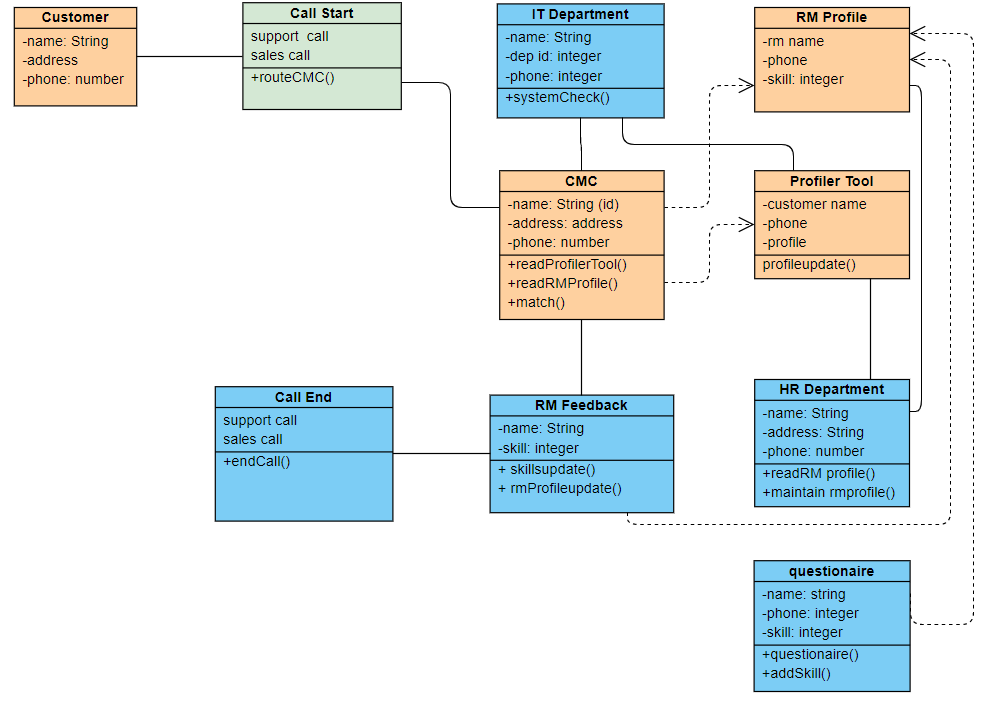 Customer
-name: String
-address
-phone: number
Call Start
support  call
sales call
+routeCMC()
IT Department
-name: String
-dep id: integer
-phone: integer
+systemCheck()
RM Profile
-rm name
-phone
-skill: integer
CMC
-name: String (id)
-address: address
-phone: number
+readProfilerTool()
+readRMProfile()
+match()
Profiler Tool
-customer name
-phone
-profile
profileupdate()
Call End
support call
sales call
+endCall()
RM Feedback
-name: String
-skill: integer
+ skillsupdate()
+ rmProfileupdate()
HR Department
-name: String
-address: String
-phone: number
+readRM profile()
+maintain rmprofile()
questionaire
-name: string
-phone: integer
-skill: integer
+questionaire()
+addSkill()